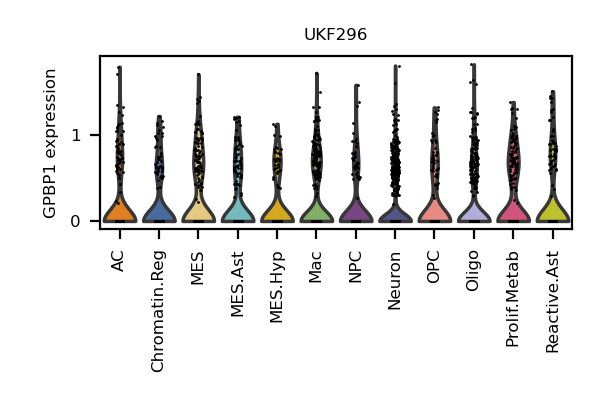 UKF296
GPBP1 expression
1
0
AC
Chromatin.Reg
MES
MES.Ast
MES.Hyp
Mac
NPC
Neuron
OPC
Oligo
Prolif.Metab
Reactive.Ast